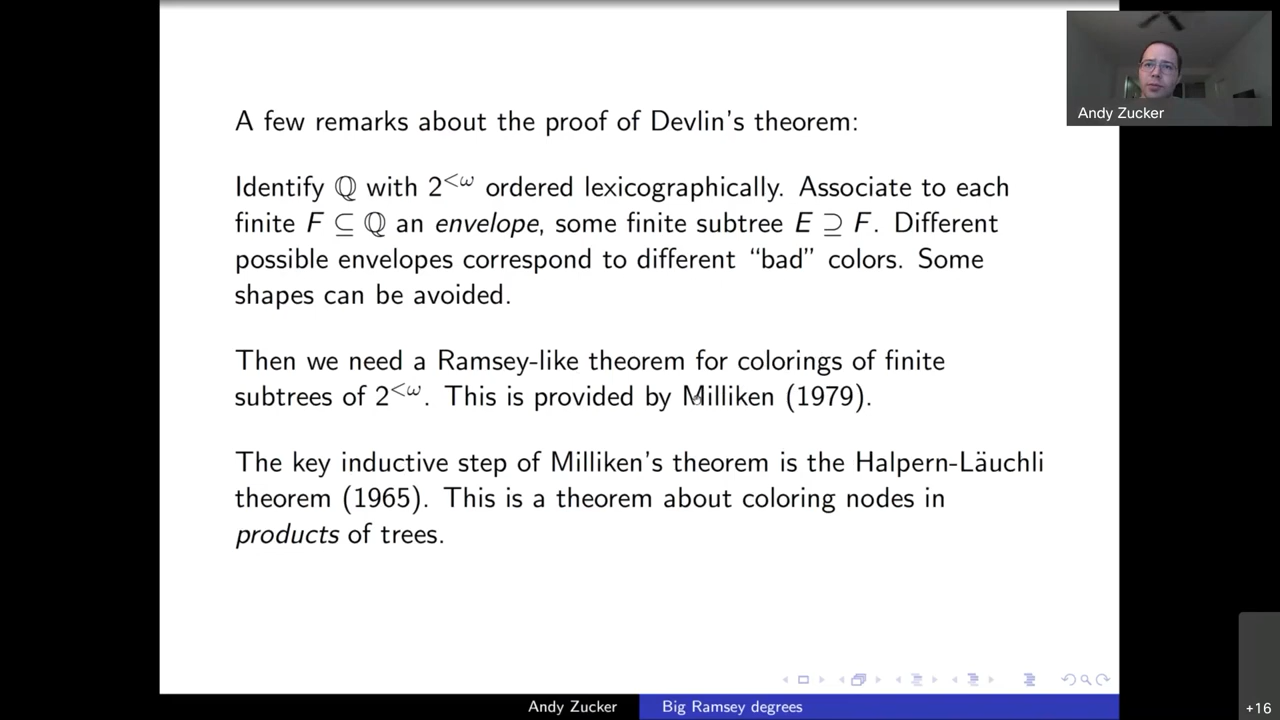 A few remarks about the proof of Devlin's theorem:
Identify ℚ with 2^{<ω} ordered lexicographically. Associate to each
finite F ⊆ ℚ an envelope, some finite subtree E ⊇ F. Different
possible envelopes correspond to different “bad” colors. Some
shapes can be avoided.
Then we need a Ramsey-like theorem for colorings of finite
subtrees of 2^{<ω}. This is provided by Milliken (1979).
The key inductive step of Milliken's theorem is the Halpern-Läuchli
theorem (1965). This is a theorem about coloring nodes in
products of trees.
Andy Zucker
Andy Zucker
Big Ramsey degrees
+16